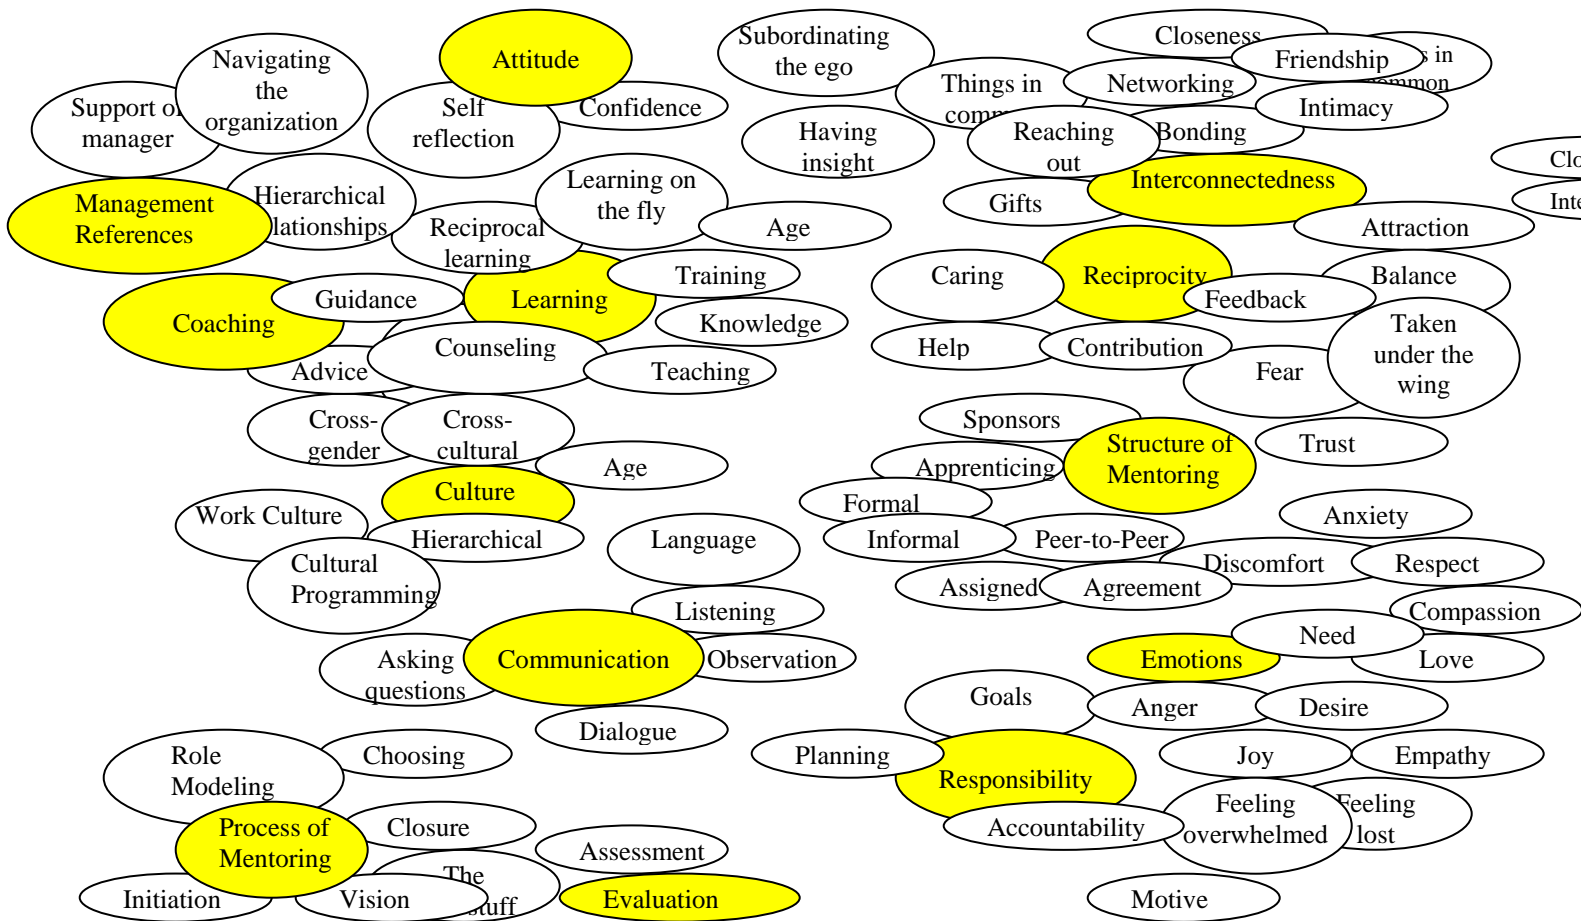 Attitude
Self
reflection
Confidence
Navigating
the
organization
Support of
manager
Management
References
Hierarchical
Subordinating
the ego
Having
insight
Things in
Closeness
Friendship
Networking
Intimacy
Reaching
out
Bonding
Interconnectedness
Gifts
Attraction
Reciprocal
learning
Learning on
the fly
Age
Training
Learning
Knowledge
Teaching
Coaching
Guidance
Counseling
Advice
Caring
Reciprocity
Feedback
Balance
Help
Contribution
Fear
Taken
under the
wing
Trust
Cross-
gender
Cross-
cultural
Age
Culture
Hierarchical
Work Culture
Cultural
Programming
Sponsors
Apprenticing
Structure of
Mentoring
Formal
Informal
Peer-to-Peer
Assigned
Agreement
Anxiety
Discomfort
Respect
Compassion
Need
Emotions
Love
Anger
Desire
Joy
Empathy
Feeling
overwhelmed
Feeling
lost
Motive
Language
Listening
Communication
Observation
Asking
questions
Dialogue
Goals
Planning
Responsibility
Accountability
Role
Modeling
Choosing
Process of
Mentoring
Closure
Initiation
Vision
The
stuff
Assessment
Evaluation